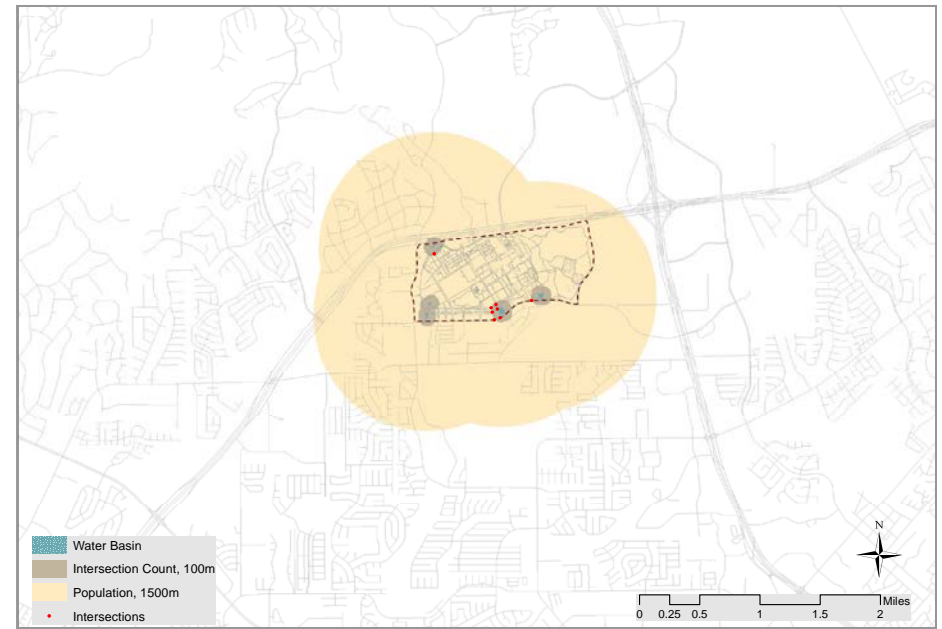 Water Basin
Intersection Count, 100m
Population, 1500m
Intersections
N
Miles
0 0.25 0.5 1 1.5 2